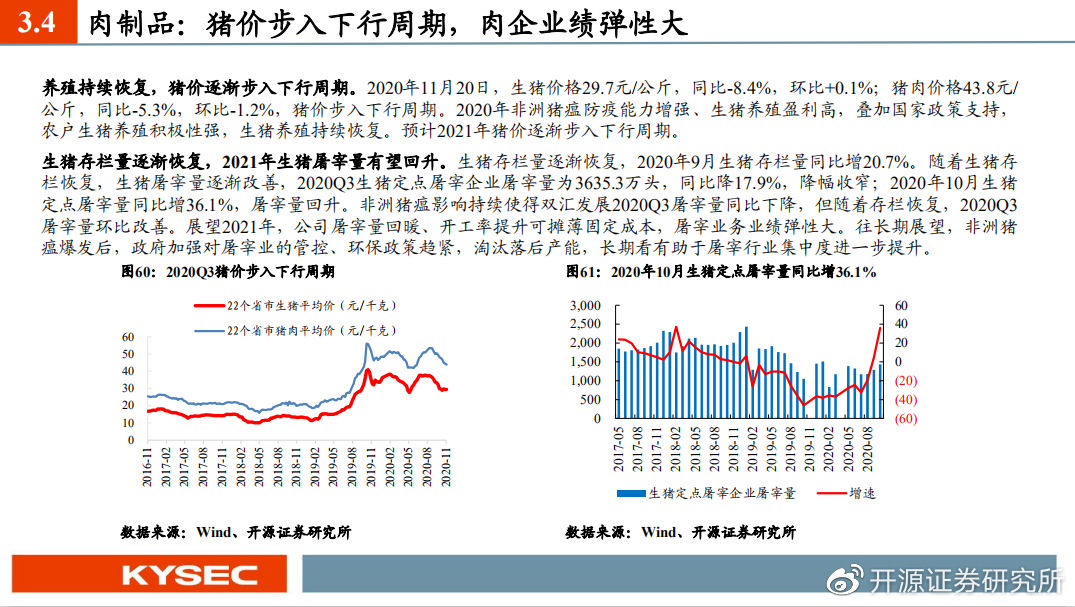 3.4 肉制品：猪价步入下行周期，肉企业绩弹性大
养殖持续恢复，猪价逐渐步入下行周期。2020年11月20日，生猪价格29.7元/公斤，同比-8.4%，环比+0.1%；猪肉价格43.8元/
公斤，同比-5.3%，环比-1.2%，猪价步入下行周期。2020年非洲猪瘟防疫能力增强、生猪养殖盈利高，叠加国家政策支持，
农户生猪养殖积极性强，生猪养殖持续恢复。预计2021年猪价逐渐步入下行周期。
生猪存栏量逐渐恢复，2021年生猪屠宰量有望回升。生猪存栏量逐渐恢复，2020年9月生猪存栏量同比增20.7%。随着生猪存
栏恢复，生猪屠宰量逐渐改善，2020Q3生猪定点屠宰企业屠宰量为3635.3万头，同比降17.9%，降幅收窄；2020年10月生猪
定点屠宰量同比增36.1%，屠宰量回升。非洲猪瘟影响持续使得双汇发展2020Q3屠宰量同比下降，但随着存栏恢复，2020Q3
屠宰量环比改善。展望2021年，公司屠宰量回暖、开工率提升可摊薄固定成本，屠宰业务业绩弹性大。往长期展望，非洲猪
瘟爆发后，政府加强对屠宰业的管控、环保政策趋紧，淘汰落后产能，长期看有助于屠宰行业集中度进一步提升。
图60：2020Q3猪价步入下行周期
22个省市生猪平均价（元/千克）
22个省市猪肉平均价（元/千克）
60
50
40
30
20
10
0
2016-11
2017-02
2017-05
2017-08
2017-11
2018-02
2018-05
2018-08
2018-11
2019-02
2019-05
2019-08
2019-11
2020-02
2020-05
2020-08
2020-11
数据来源：Wind、开源证券研究所
图61：2020年10月生猪定点屠宰量同比增36.1%
3,000
2,500
2,000
1,500
1,000
500
0
60
40
20
0
(20)
(40)
(60)
2017-05
2017-08
2017-11
2018-02
2018-05
2018-08
2018-11
2019-02
2019-05
2019-08
2019-11
2020-02
2020-05
2020-08
生猪定点屠宰企业屠宰量
增速
数据来源：Wind、开源证券研究所
KYSEC
开源证券研究所